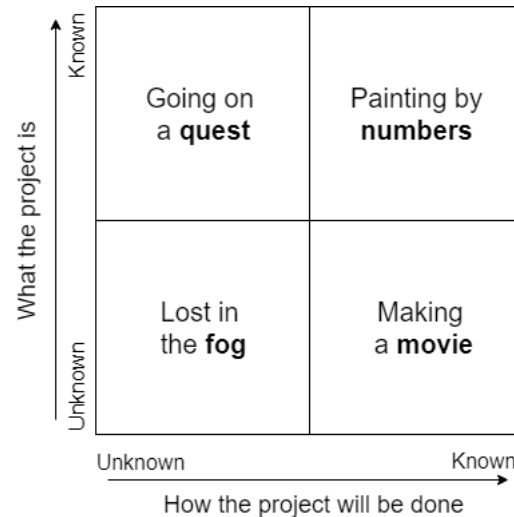 What the project is
Known
Unknown
Going on
a quest
Painting by
numbers
Lost in
the fog
Making
a movie
Unknown
Known
How the project will be done